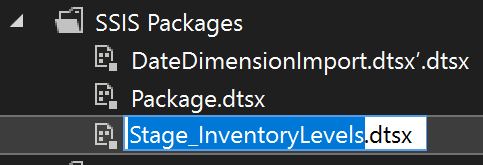 SSIS Packages
DateDimensionImport.dtsx’.dtsx
Package.dtsx
Stage_InventoryLevels.dtsx